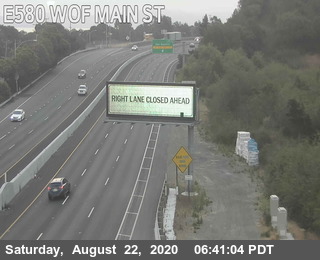 E580 WOF MAIN ST
RIGHT LANE CLOSED AHEAD
Saturday, August 22, 2020 06:41:04 PDT